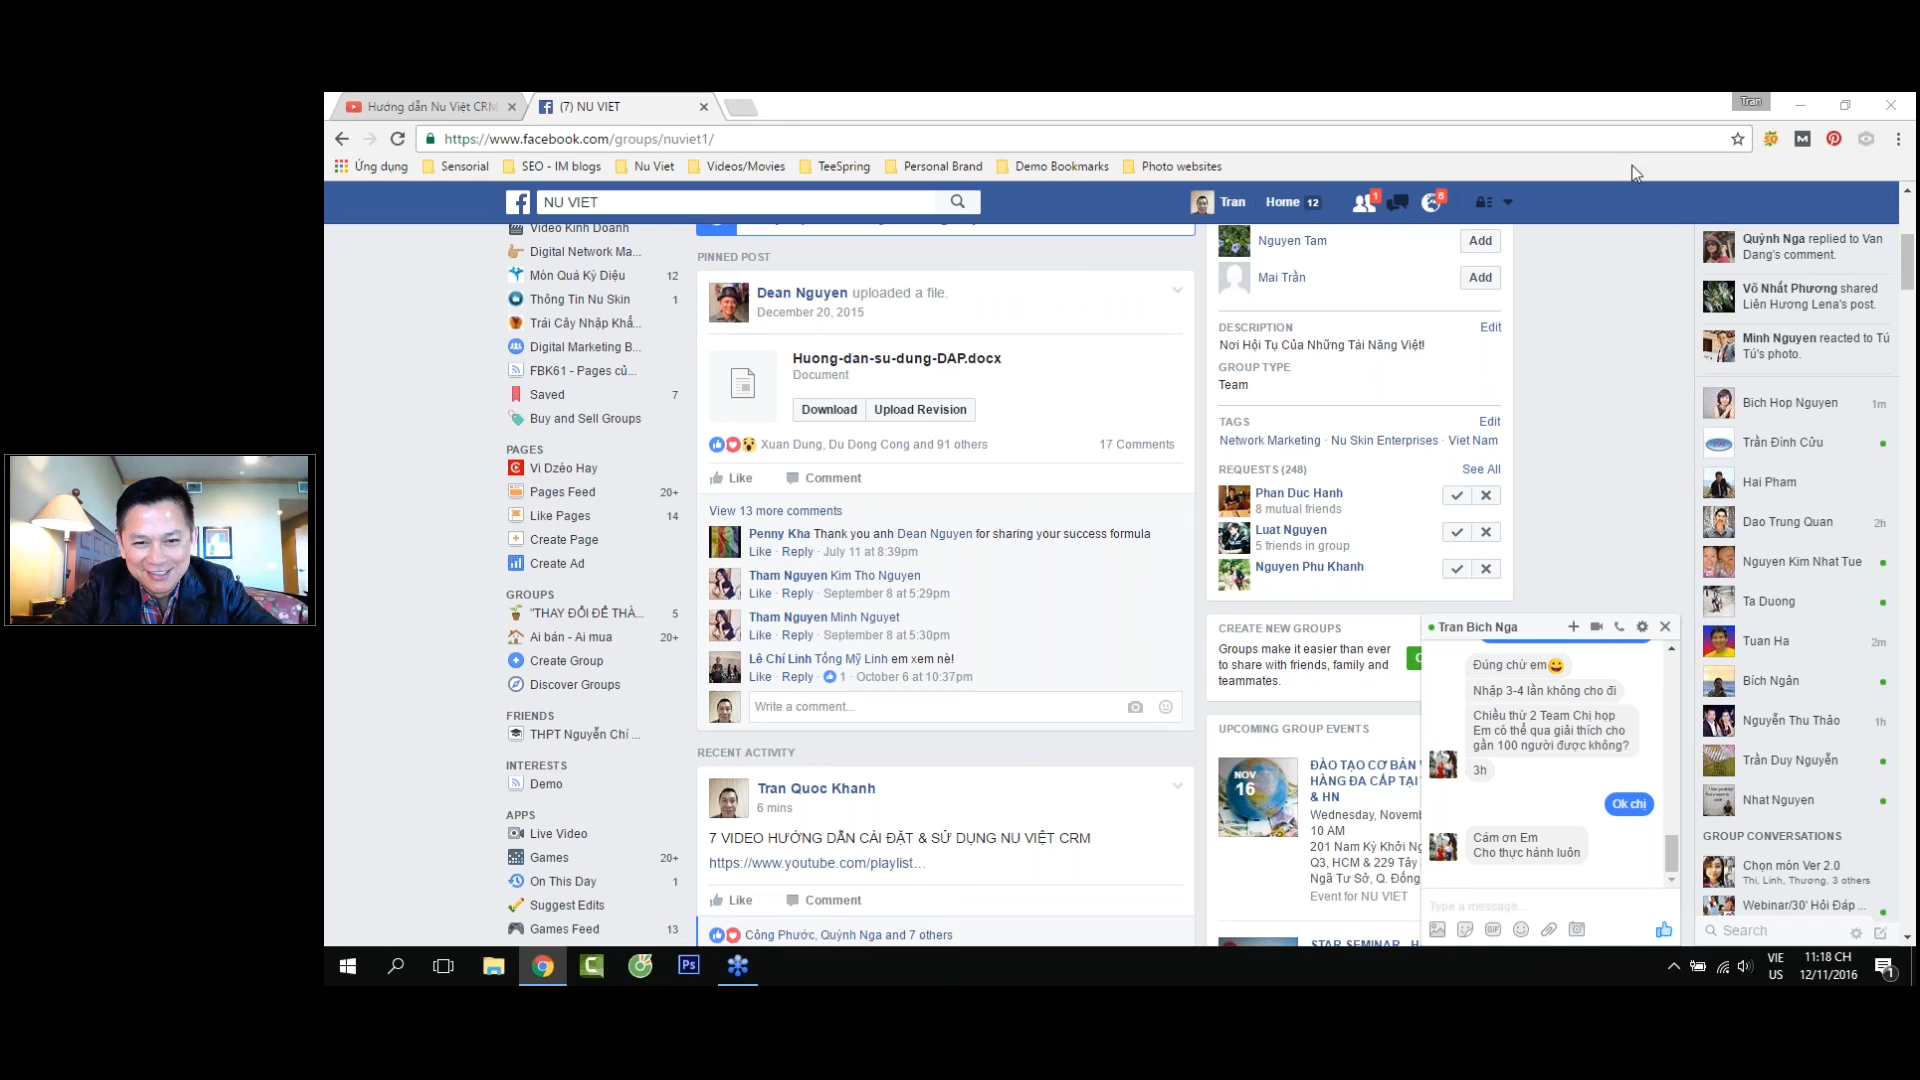 Hướng dẫn Nu Việt CRM
(7) NU VIET
Tran
https://www.facebook.com/groups/nuviet1/
Ứng dụng
Sensorial
SEO - IM blogs
Nu Viet
Videos/Movies
TeeSpring
Personal Brand
Demo Bookmarks
Photo websites
NU VIET
Tran
Home 12
1
6
Video Kinh Doanh
Digital Network Ma...
Món Quà Kỳ Diệu 12
Thông Tin Nu Skin 1
Trái Cây Nhập Khẩ...
Digital Marketing B...
FBK61 - Pages củ...
Saved 7
Buy and Sell Groups
PAGES
Vi Dzẻo Hay
Pages Feed 20+
Like Pages 14
Create Page
Create Ad
GROUPS
"THAY ĐỔI ĐỂ THÀ... 5
Ai bán - Ai mua 20+
Create Group
Discover Groups
FRIENDS
THPT Nguyễn Chí ...
INTERESTS
Demo
APPS
Live Video
Games 20+
On This Day 1
Suggest Edits
Games Feed 13
PINNED POST
Dean Nguyen uploaded a file.
December 20, 2015
Huong-dan-su-dung-DAP.docx
Document
Download
Upload Revision
Xuan Dung, Du Dong Cong and 91 others
17 Comments
Like
Comment
View 13 more comments
Penny Kha Thank you anh Dean Nguyen for sharing your success formula
Like · Reply · July 11 at 8:39pm
Tham Nguyen Kim Tho Nguyen
Like · Reply · September 8 at 5:29pm
Tham Nguyen Minh Nguyet
Like · Reply · September 8 at 5:30pm
Lê Chí Linh Tống Mỹ Linh em xem nè!
Like · Reply · 1 · October 6 at 10:37pm
Write a comment...
RECENT ACTIVITY
Tran Quoc Khanh
6 mins
7 VIDEO HƯỚNG DẪN CÀI ĐẶT & SỬ DỤNG NU VIỆT CRM
https://www.youtube.com/playlist...
Like
Comment
Công Phước, Quỳnh Nga and 7 others
Nguyen Tam
Add
Mai Trần
Add
DESCRIPTION
Edit
Nơi Hội Tụ Của Những Tài Năng Việt!
GROUP TYPE
Team
TAGS
Edit
Network Marketing · Nu Skin Enterprises · Viet Nam
REQUESTS (248)
See All
Phan Duc Hanh
8 mutual friends
Luat Nguyen
5 friends in group
Nguyen Phu Khanh
CREATE NEW GROUPS
Groups make it easier than ever
to share with friends, family and
teammates.
UPCOMING GROUP EVENTS
NOV
16
ĐÀO TẠO CƠ BẢN
HÀNG ĐA CẤP TẠI
& HN
Wednesday, Novemb
10 AM
201 Nam Kỳ Khởi Ng
Q3, HCM & 229 Tây
Ngã Tư Sở, Q. Đống
Event for NU VIET
STAR SEMINAR
Tran Bich Nga
Đúng chứ em
Nhập 3-4 lần không cho đi
Chiều thứ 2 Team Chị họp
Em có thể qua giải thích cho
gần 100 người được không?
3h
Ok chị
Cám ơn Em
Cho thực hành luôn
Type a message...
GIF
Quỳnh Nga replied to Van
Dang's comment.
Võ Nhất Phương shared
Liên Hương Lena's post.
Minh Nguyen reacted to Tú
Tú's photo.
Bich Hop Nguyen 1m
Trần Đình Cửu
Hai Pham
Dao Trung Quan 2h
Nguyen Kim Nhat Tue
Ta Duong
Tuan Ha 2m
Bích Ngân
Nguyễn Thu Thảo 1h
Trần Duy Nguyễn
Nhat Nguyen
GROUP CONVERSATIONS
Chọn món Ver 2.0
Thi, Linh, Thương, 3 others
Webinar/30' Hỏi Đáp ...
Search
Ps
VIE
US
11:18 CH
12/11/2016
1